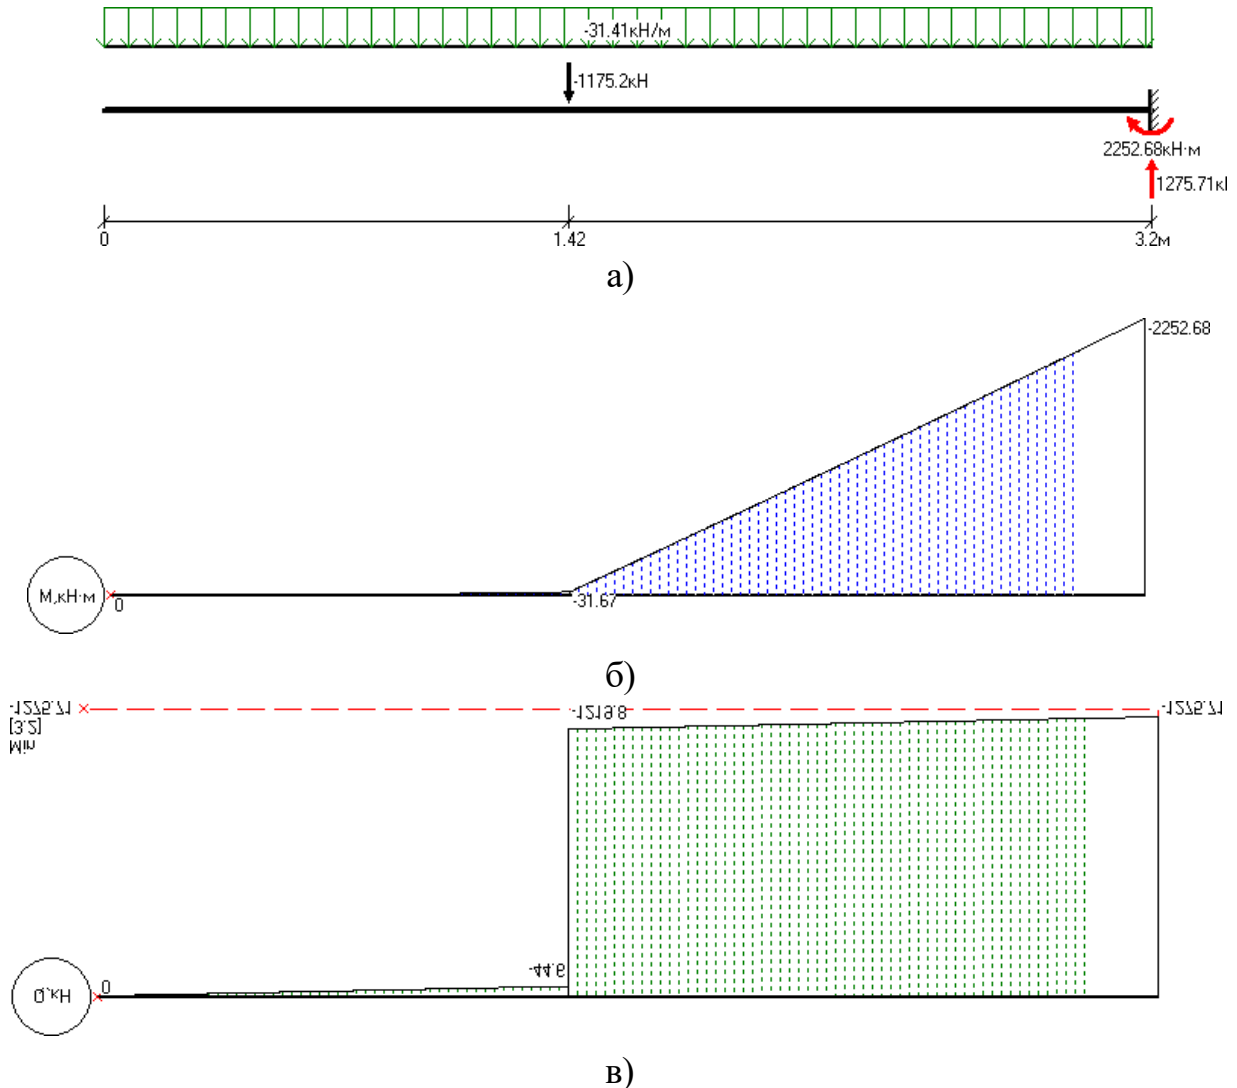 -31.41кН/м
-1175.2кН
2252.68кН·м
1275.71кl
0 1.42 3.2м
а)
-2252.68
М,кН·м
0
-31.67
б)
-1275.71
[3.2]
Min
-1219.8
-1275.71
-44.6
0
Q,кН
в)